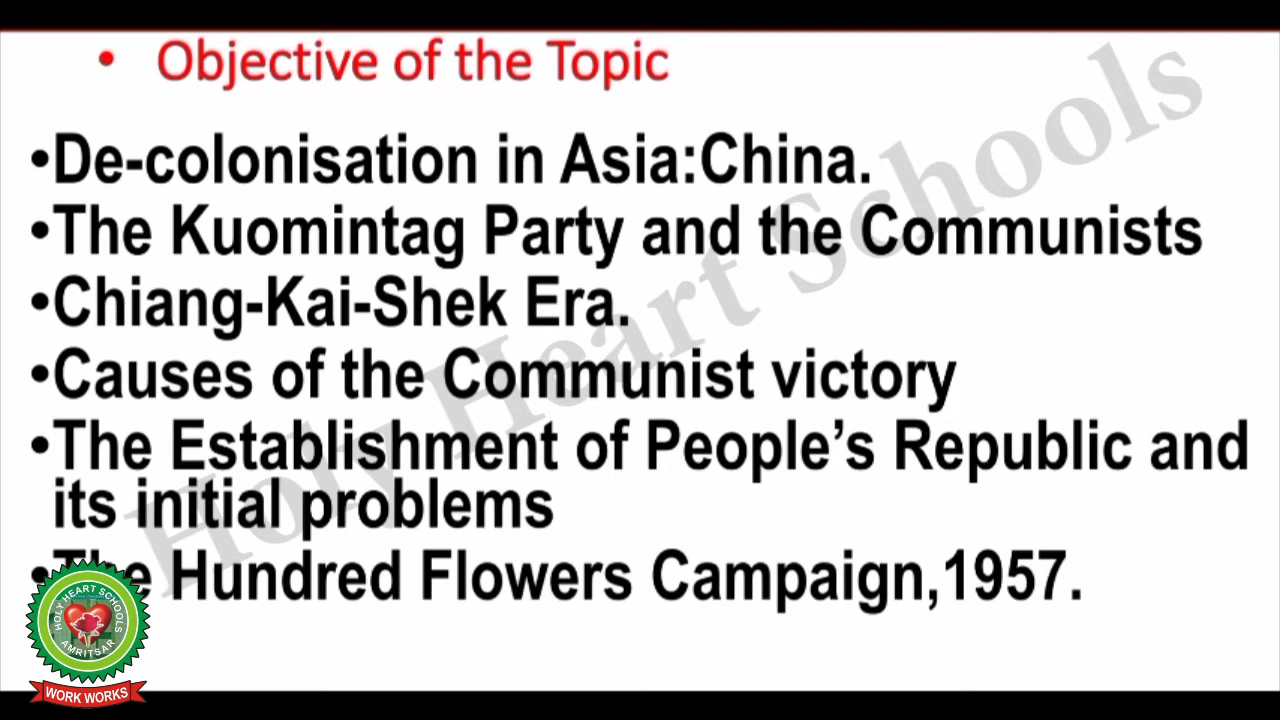 • Objective of the Topic
•De-colonisation in Asia:China.
•The Kuomintag Party and the Communists
•Chiang-Kai-Shek Era.
•Causes of the Communist victory
•The Establishment of People’s Republic and
its initial problems
•The Hundred Flowers Campaign,1957.
Holy Heart Schools
HOLY HEART SCHOOLS
AMRITSAR
WORK WORKS